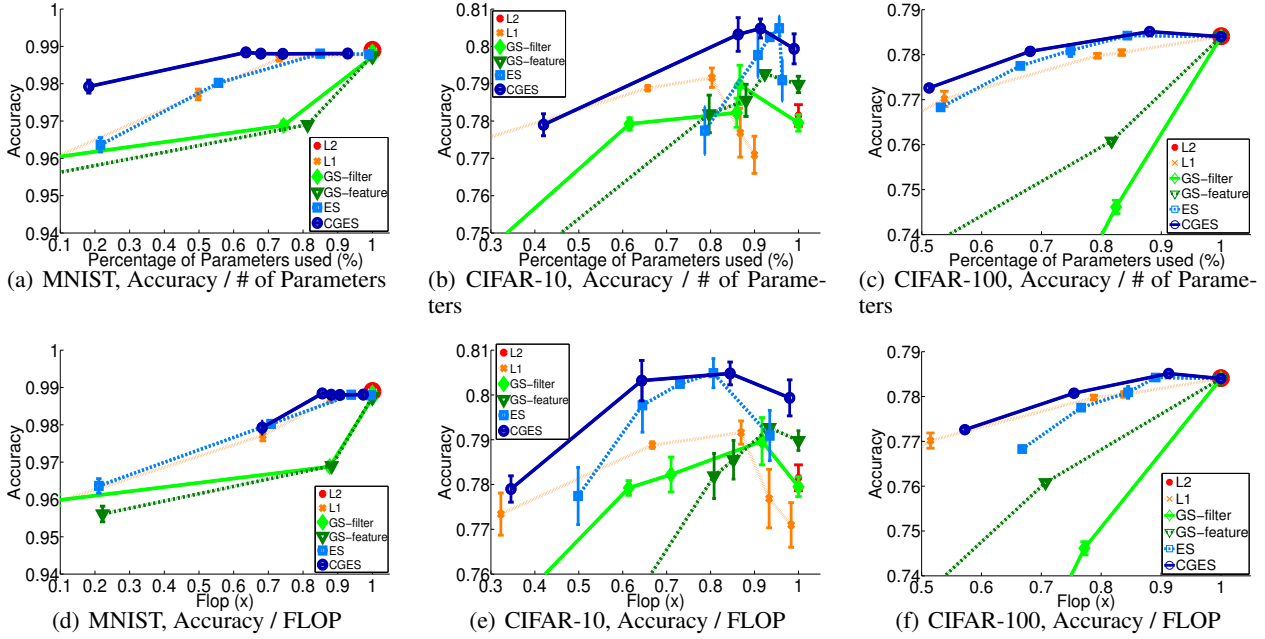 1
0.99
0.98
0.97
0.96
0.95
0.94
Accuracy
0.1 0.2 0.3 0.4 0.5 0.6 0.7 0.8 0.9 1
Percentage of Parameters used (%)
L2
L1
GS−filter
GS−feature
ES
CGES
(a) MNIST, Accuracy / # of Parameters
0.81
0.8
0.79
0.78
0.77
0.76
0.75
Accuracy
0.3 0.4 0.5 0.6 0.7 0.8 0.9 1
Percentage of Parameters used (%)
L2
L1
GS−filter
GS−feature
ES
CGES
(b) CIFAR-10, Accuracy / # of Parame-
ters
0.79
0.78
0.77
0.76
0.75
0.74
Accuracy
0.5 0.6 0.7 0.8 0.9 1
Percentage of Parameters used (%)
L2
L1
GS−filter
GS−feature
ES
CGES
(c) CIFAR-100, Accuracy / # of Parame-
ters
1
0.99
0.98
0.97
0.96
0.95
0.94
Accuracy
0.1 0.2 0.3 0.4 0.5 0.6 0.7 0.8 0.9 1
Flop (x)
L2
L1
GS−filter
GS−feature
ES
CGES
(d) MNIST, Accuracy / FLOP
0.81
0.8
0.79
0.78
0.77
0.76
Accuracy
0.3 0.4 0.5 0.6 0.7 0.8 0.9 1
Flop (x)
L2
L1
GS−filter
GS−feature
ES
CGES
(e) CIFAR-10, Accuracy / FLOP
0.79
0.78
0.77
0.76
0.75
0.74
Accuracy
0.5 0.6 0.7 0.8 0.9 1
Flop (x)
L2
L1
GS−filter
GS−feature
ES
CGES
(f) CIFAR-100, Accuracy / FLOP